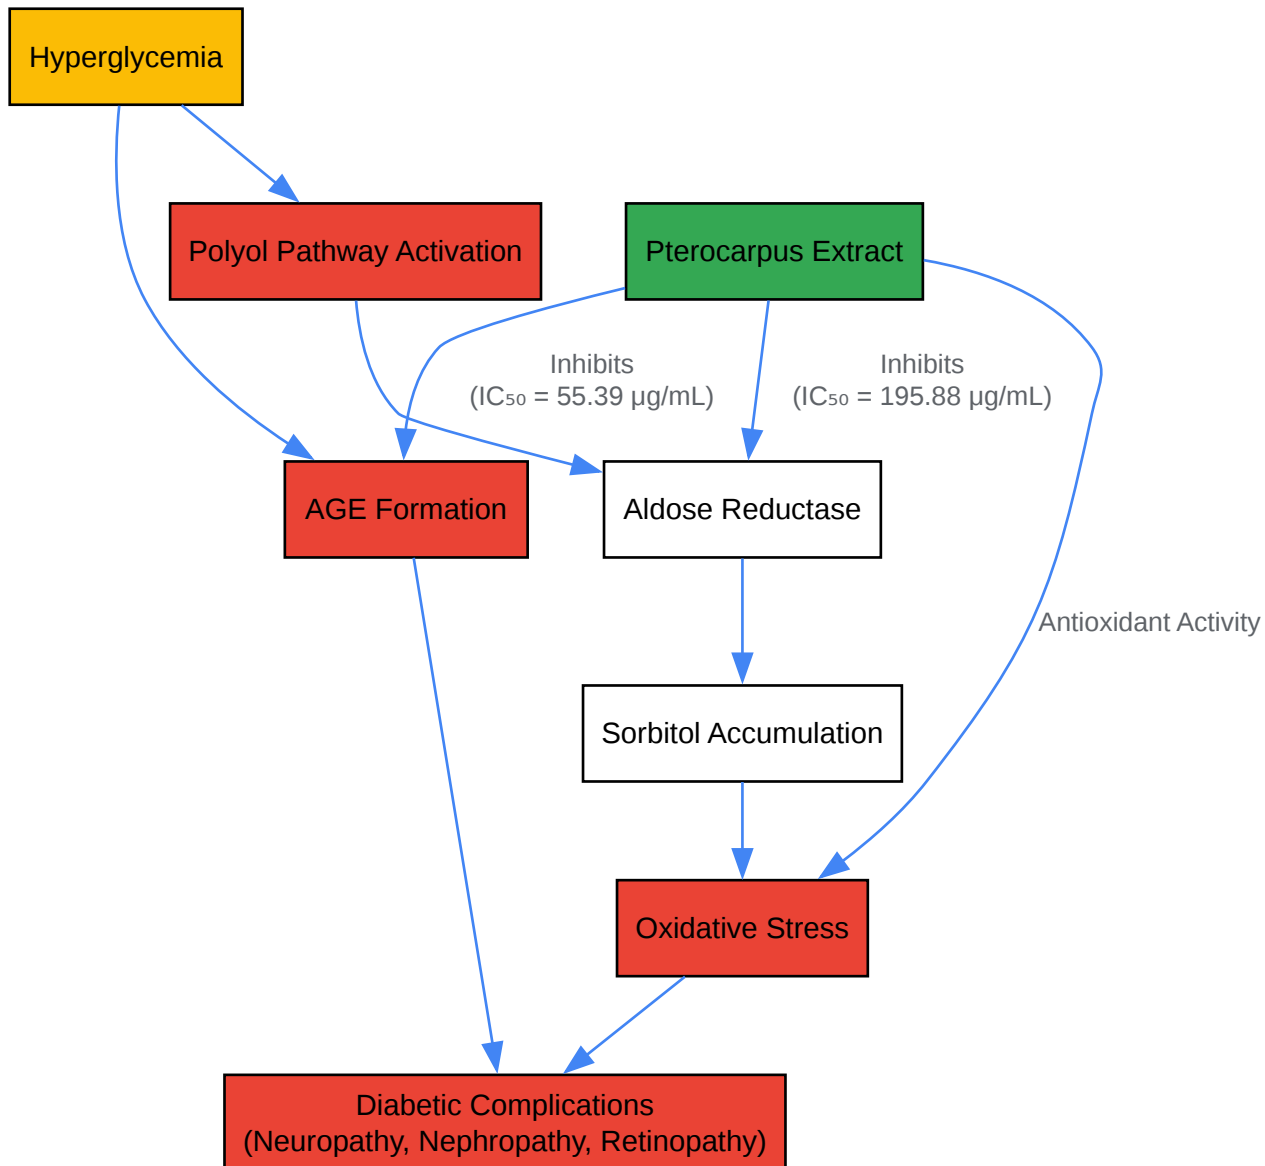 Hyperglycemia
Polyol Pathway Activation
Pterocarpus Extract
Inhibits
(IC₅₀ = 55.39 μg/mL)
Inhibits
(IC₅₀ = 195.88 μg/mL)
AGE Formation
Aldose Reductase
Antioxidant Activity
Sorbitol Accumulation
Oxidative Stress
Diabetic Complications
(Neuropathy, Nephropathy, Retinopathy)